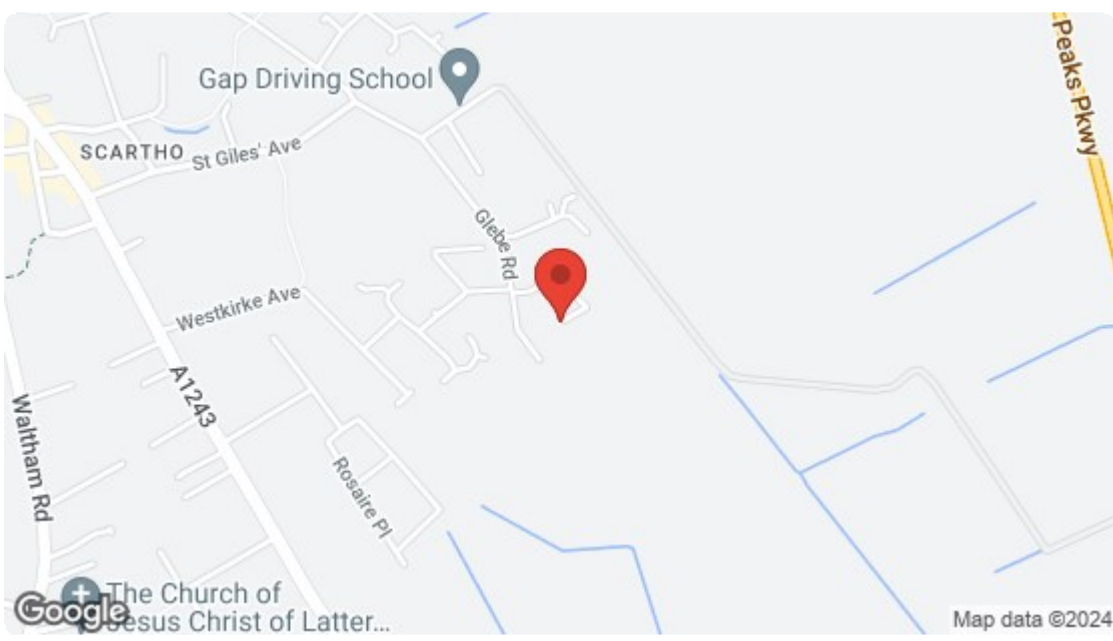 Peaks Pkwy
Gap Driving School
SCARTHO
St Giles' Ave
Glebe Rd
Westkirke Ave
A1243
Waltham Rd
Rosaire Pl
The Church of
Jesus Christ of Latter...
Google
Map data ©2024